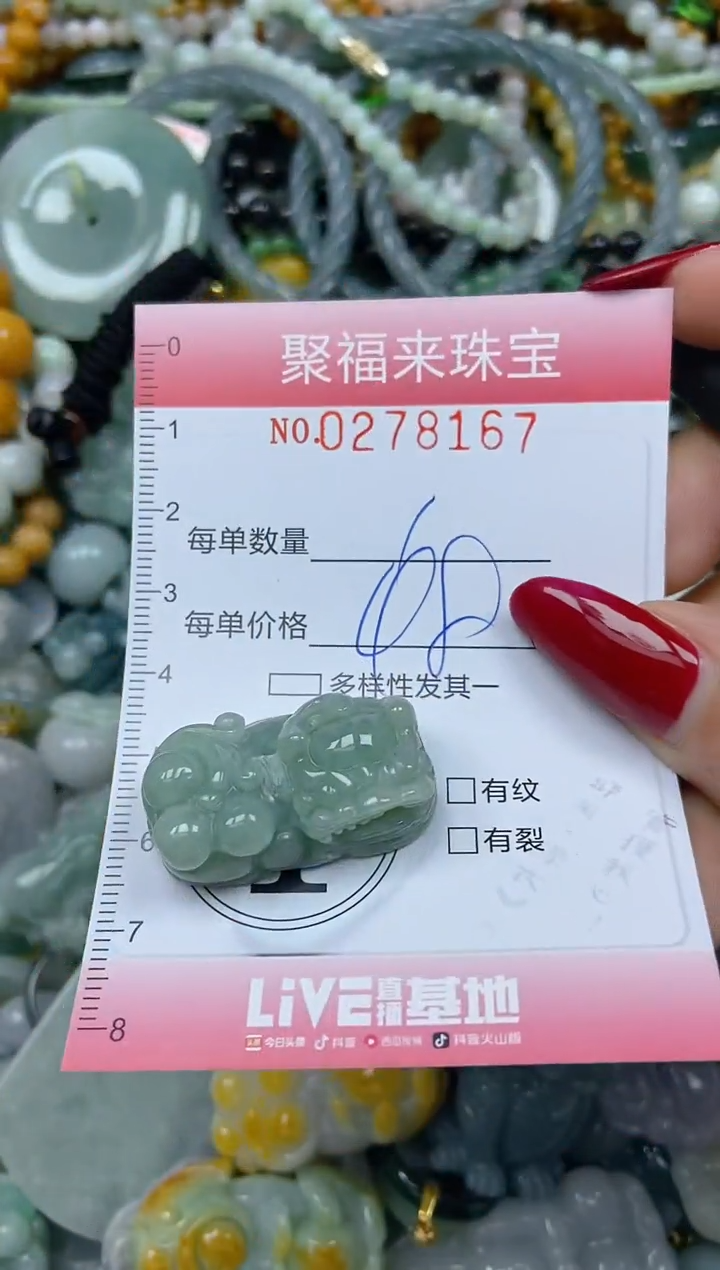 聚福来珠宝
NO.0278167
每单数量
每单价格
68
多样性发其一
有纹
有裂
0
1
2
3
4
6
7
8
LiVE直播基地
今日头条 抖音 西瓜视频 抖音火山版